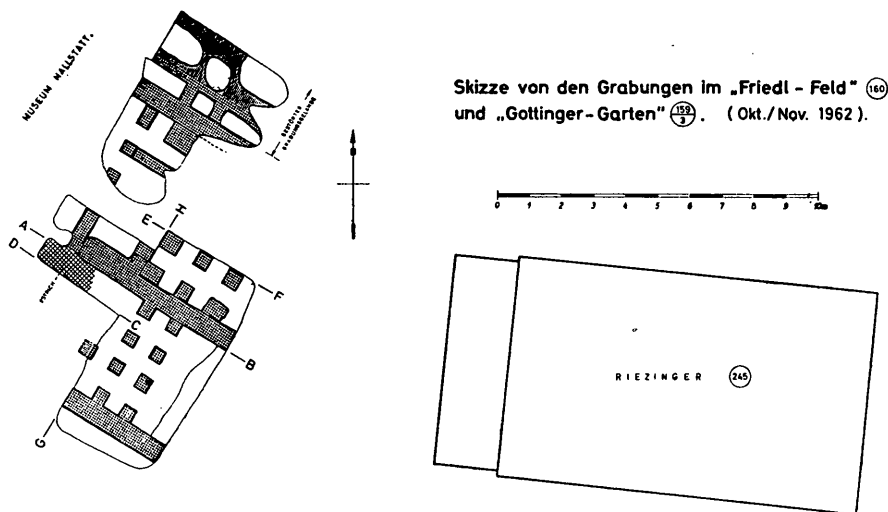 MUSEUM HALLSTATT.
Skizze von den Grabungen im „Friedl - Feld" 160
und „Gottinger - Garten" 159/3 . ( Okt./Nov. 1962 ).
0 1 2 3 4 5 6 7 8 9 10m
H
E
A
D
F
C
B
G
RIEZINGER 245